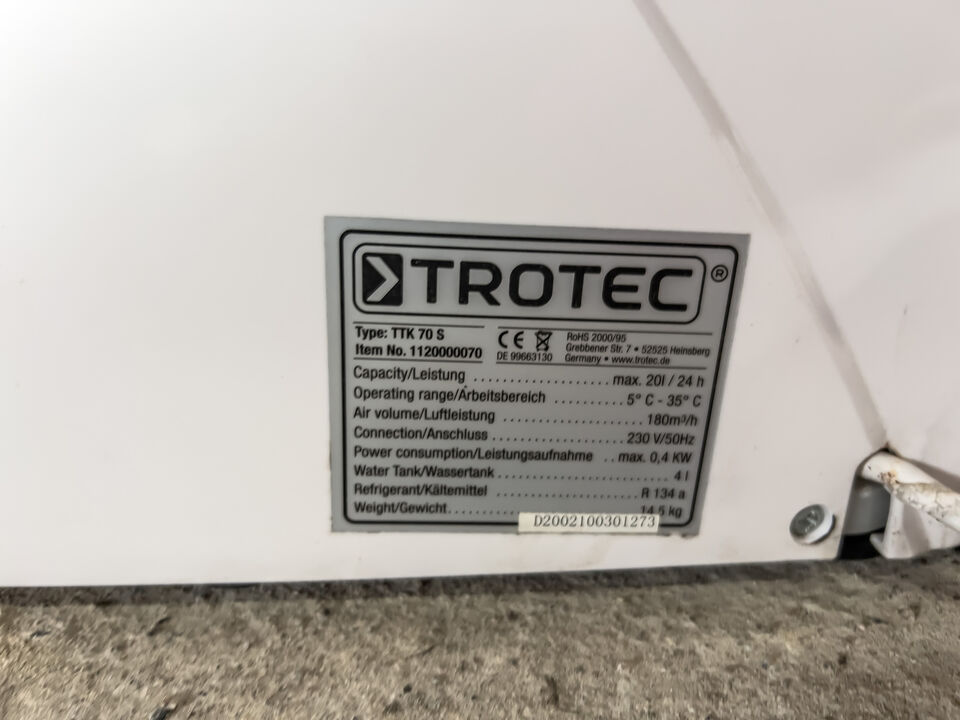 TROTEC®
Type: TTK 70 S
Item No. 1120000070
CE
RoHS 2000/95
Grebbener Str. 7 • 52525 Heinsberg
DE 99663130 Germany • www.trotec.de
Capacity/Leistung ........................ max. 20l / 24 h
Operating range/Arbeitsbereich .......... 5° C - 35° C
Air volume/Luftleistung ..................... 180m³/h
Connection/Anschluss ................... 230 V/50Hz
Power consumption/Leistungsaufnahme .. max. 0,4 KW
Water Tank/Wassertank ............................ 4 l
Refrigerant/Kältemittel ....................... R 134 a
Weight/Gewicht .......................... 14,5 kg
D2002100301273